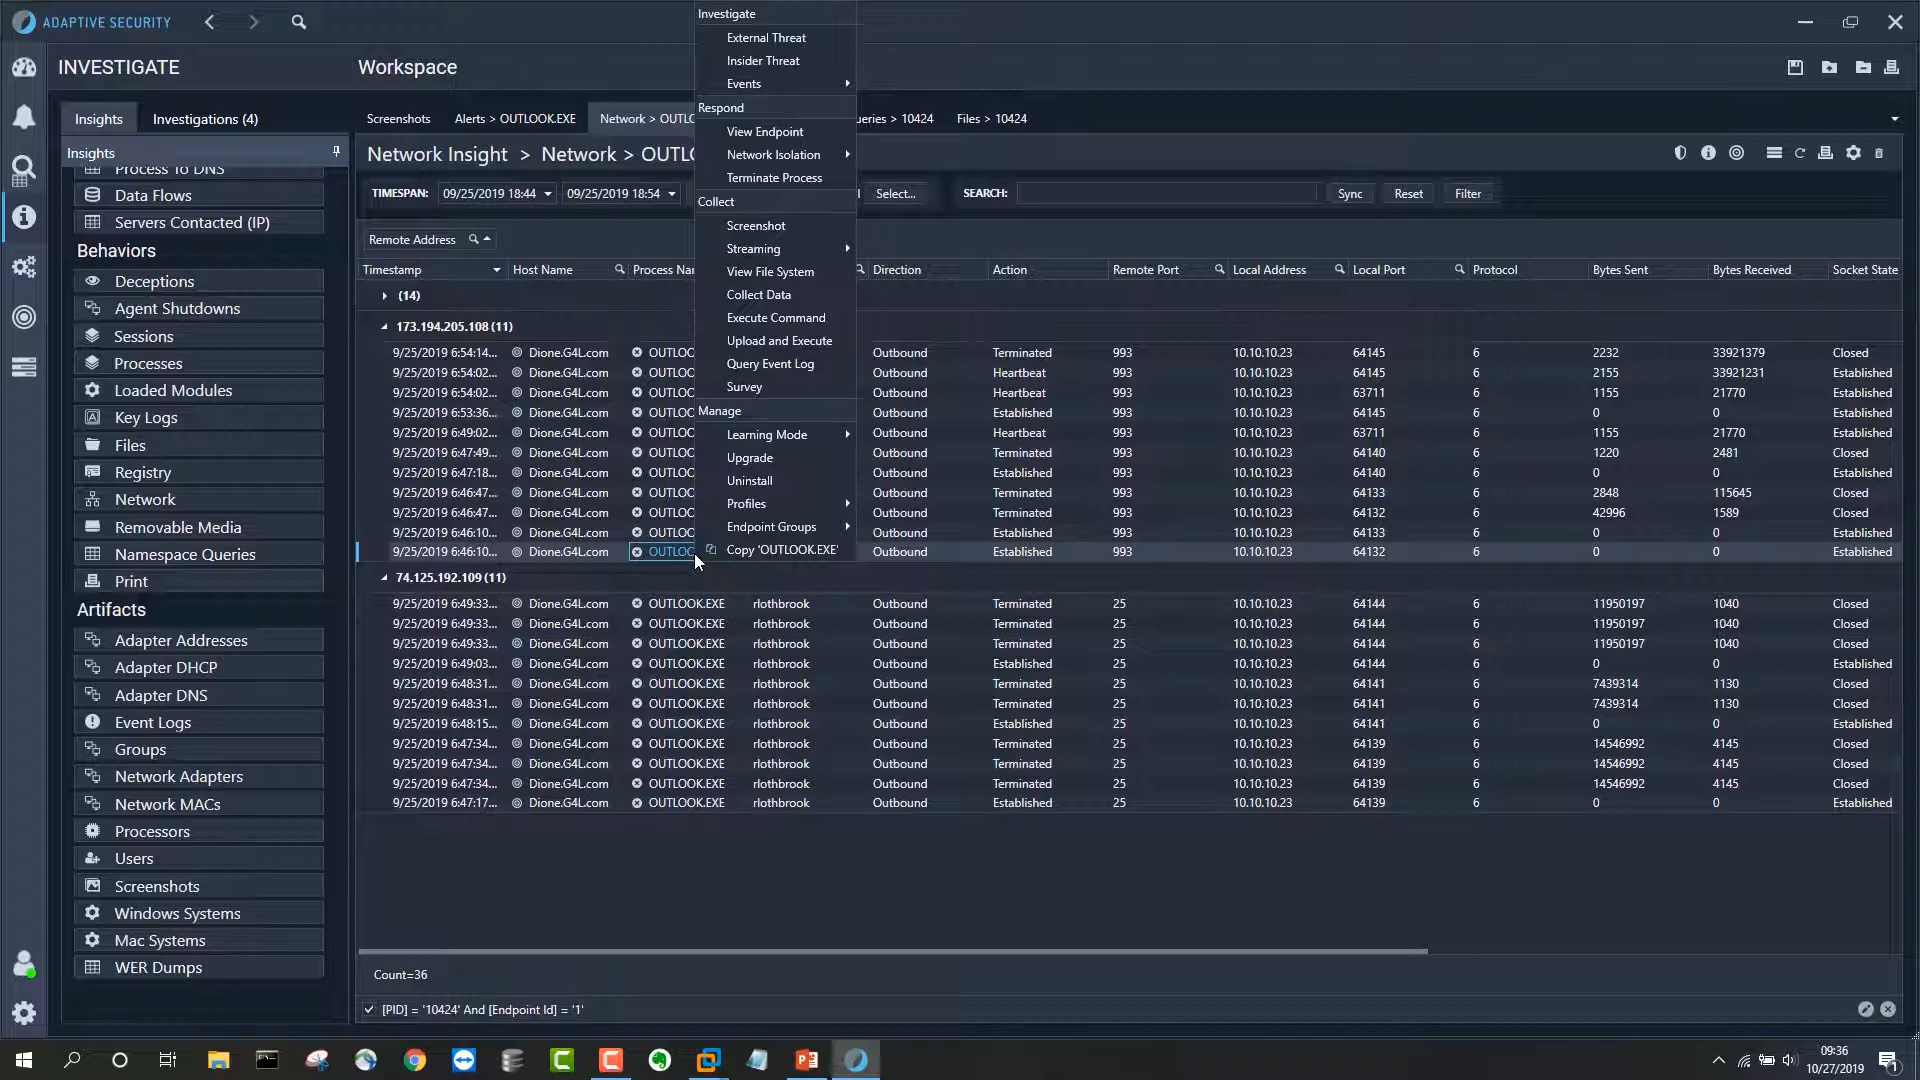 ADAPTIVE SECURITY
INVESTIGATE
Workspace
Insights Investigations (4)
Insights
Process To DNS
Data Flows
Servers Contacted (IP)
Behaviors
Deceptions
Agent Shutdowns
Sessions
Processes
Loaded Modules
Key Logs
Files
Registry
Network
Removable Media
Namespace Queries
Print
Artifacts
Adapter Addresses
Adapter DHCP
Adapter DNS
Event Logs
Groups
Network Adapters
Network MACs
Processors
Users
Screenshots
Windows Systems
Mac Systems
WER Dumps
Screenshots Alerts > OUTLOOK.EXE Network > OUTLO ueries > 10424 Files > 10424
Network Insight > Network > OUTLO
TIMESPAN: 09/25/2019 18:44 09/25/2019 18:54 Select... SEARCH: Sync Reset Filter
Remote Address
Timestamp Host Name Process Nar Direction Action Remote Port Local Address Local Port Protocol Bytes Sent Bytes Received Socket State
(14)
173.194.205.108 (11)
9/25/2019 6:54:14... Dione.G4L.com OUTLOO Outbound Terminated 993 10.10.10.23 64145 6 2232 33921379 Closed
9/25/2019 6:54:02... Dione.G4L.com OUTLOO Outbound Heartbeat 993 10.10.10.23 64145 6 2155 33921231 Established
9/25/2019 6:54:02... Dione.G4L.com OUTLOO Outbound Heartbeat 993 10.10.10.23 63711 6 1155 21770 Established
9/25/2019 6:53:36... Dione.G4L.com OUTLOO Outbound Established 993 10.10.10.23 64145 6 0 0 Established
9/25/2019 6:49:02... Dione.G4L.com OUTLOO Outbound Heartbeat 993 10.10.10.23 63711 6 1155 21770 Established
9/25/2019 6:47:49... Dione.G4L.com OUTLOO Outbound Terminated 993 10.10.10.23 64140 6 1220 2481 Closed
9/25/2019 6:47:18... Dione.G4L.com OUTLOO Outbound Established 993 10.10.10.23 64140 6 0 0 Established
9/25/2019 6:46:47... Dione.G4L.com OUTLOO Outbound Terminated 993 10.10.10.23 64133 6 2848 115645 Closed
9/25/2019 6:46:47... Dione.G4L.com OUTLOO Outbound Terminated 993 10.10.10.23 64132 6 42996 1589 Closed
9/25/2019 6:46:10... Dione.G4L.com OUTLOO Outbound Established 993 10.10.10.23 64133 6 0 0 Established
9/25/2019 6:46:10... Dione.G4L.com OUTLOO Outbound Established 993 10.10.10.23 64132 6 0 0 Established
74.125.192.109 (11)
9/25/2019 6:49:33... Dione.G4L.com OUTLOOK.EXE rlothbrook Outbound Terminated 25 10.10.10.23 64144 6 11950197 1040 Closed
9/25/2019 6:49:33... Dione.G4L.com OUTLOOK.EXE rlothbrook Outbound Terminated 25 10.10.10.23 64144 6 11950197 1040 Closed
9/25/2019 6:49:33... Dione.G4L.com OUTLOOK.EXE rlothbrook Outbound Terminated 25 10.10.10.23 64144 6 11950197 1040 Closed
9/25/2019 6:49:03... Dione.G4L.com OUTLOOK.EXE rlothbrook Outbound Established 25 10.10.10.23 64144 6 0 0 Established
9/25/2019 6:48:31... Dione.G4L.com OUTLOOK.EXE rlothbrook Outbound Terminated 25 10.10.10.23 64141 6 7439314 1130 Closed
9/25/2019 6:48:31... Dione.G4L.com OUTLOOK.EXE rlothbrook Outbound Terminated 25 10.10.10.23 64141 6 7439314 1130 Closed
9/25/2019 6:48:15... Dione.G4L.com OUTLOOK.EXE rlothbrook Outbound Established 25 10.10.10.23 64141 6 0 0 Established
9/25/2019 6:47:34... Dione.G4L.com OUTLOOK.EXE rlothbrook Outbound Terminated 25 10.10.10.23 64139 6 14546992 4145 Closed
9/25/2019 6:47:34... Dione.G4L.com OUTLOOK.EXE rlothbrook Outbound Terminated 25 10.10.10.23 64139 6 14546992 4145 Closed
9/25/2019 6:47:34... Dione.G4L.com OUTLOOK.EXE rlothbrook Outbound Terminated 25 10.10.10.23 64139 6 14546992 4145 Closed
9/25/2019 6:47:17... Dione.G4L.com OUTLOOK.EXE rlothbrook Outbound Established 25 10.10.10.23 64139 6 0 0 Established
Count=36
[PID] = '10424' And [Endpoint Id] = '1'
Investigate
External Threat
Insider Threat
Events
Respond
View Endpoint
Network Isolation
Terminate Process
Collect
Screenshot
Streaming
View File System
Collect Data
Execute Command
Upload and Execute
Query Event Log
Survey
Manage
Learning Mode
Upgrade
Uninstall
Profiles
Endpoint Groups
Copy 'OUTLOOK.EXE'
09:36
10/27/2019
1